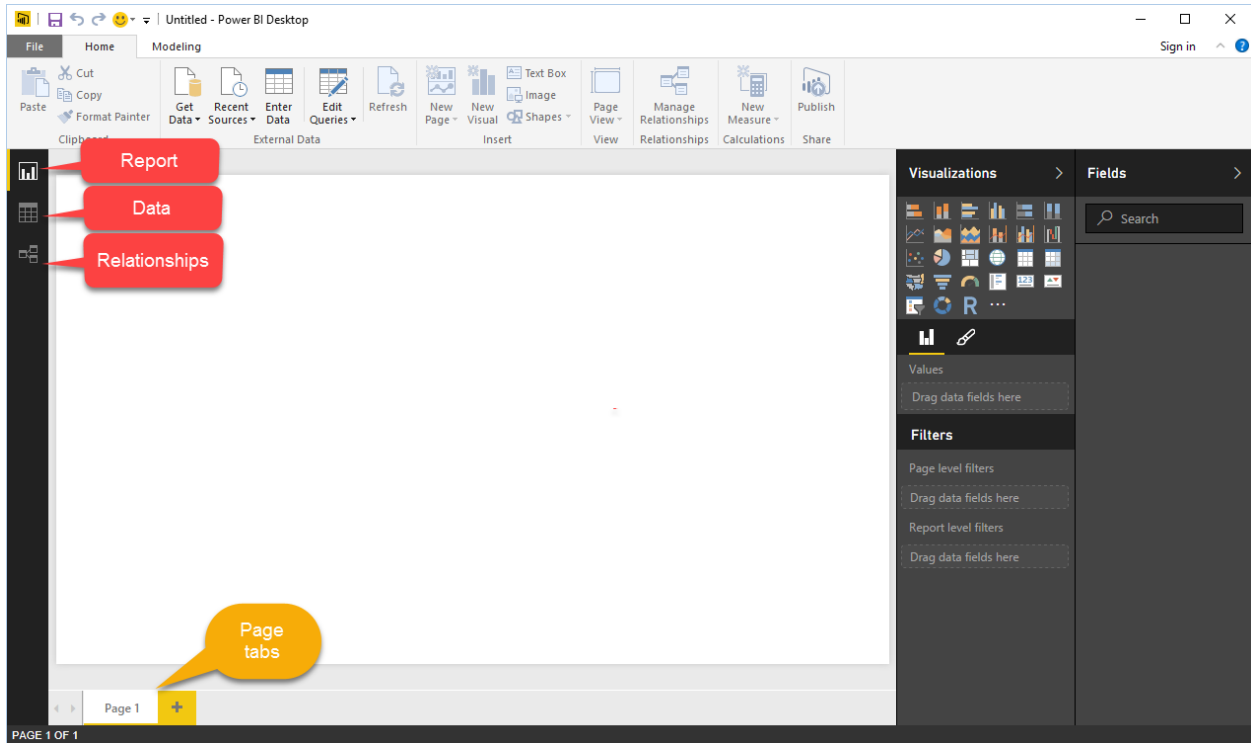 Untitled - Power BI Desktop
File Home Modeling Sign in
Paste
Cut
Copy
Format Painter
Clipboard
Get Data
Recent Sources
Enter Data
Edit Queries
Refresh
External Data
New Page
New Visual
Text Box
Image
Shapes
Insert
Page View
View
Manage Relationships
Relationships
New Measure
Calculations
Publish
Share
Report
Data
Relationships
Visualizations
R
123
Values
Drag data fields here
Filters
Page level filters
Drag data fields here
Report level filters
Drag data fields here
Fields
Search
Page
tabs
Page 1
PAGE 1 OF 1